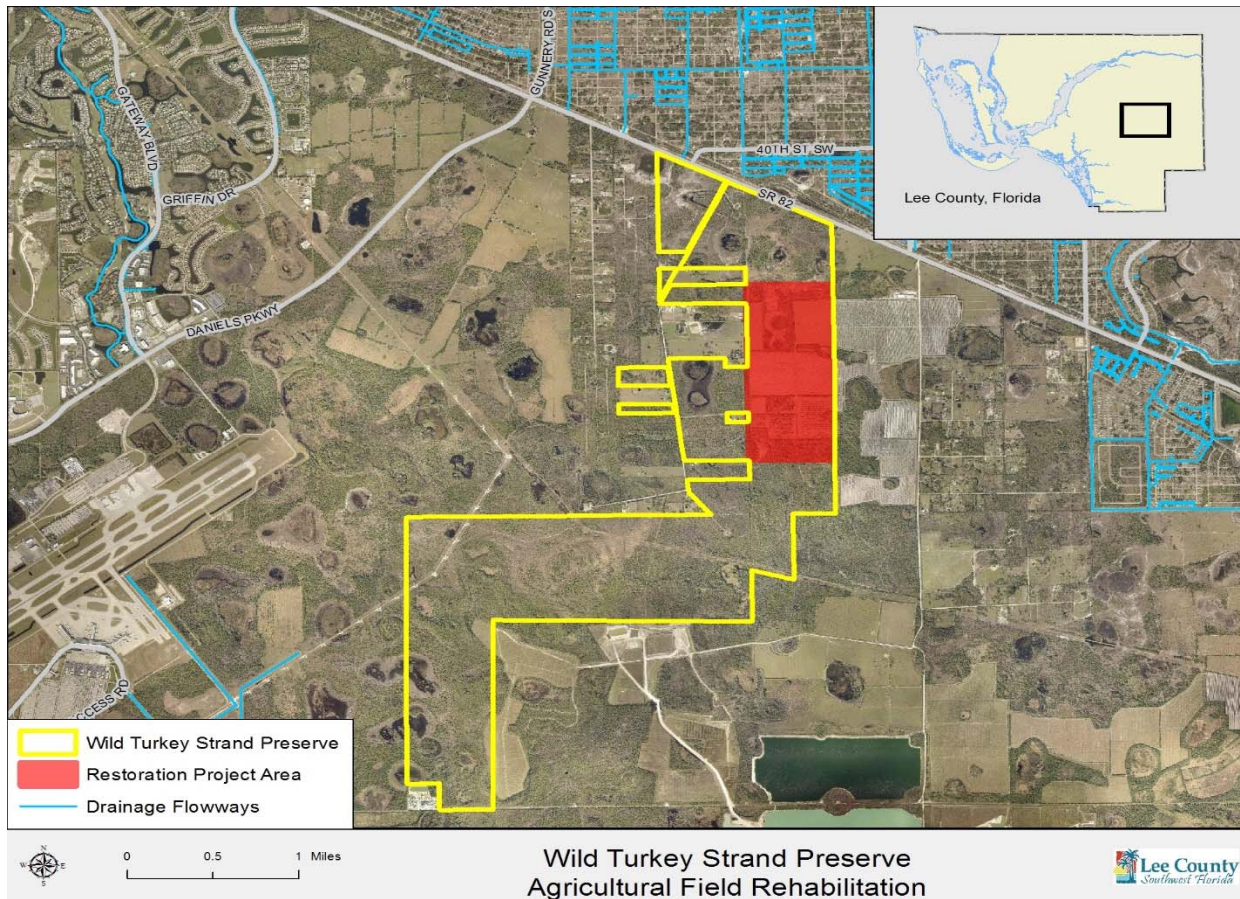 GATEWAY BLVD
GRIFFIN DR
DANIELS PKWY
GUNNERY RD S
40TH ST SW
SR 82
ACCESS RD
Lee County, Florida
Wild Turkey Strand Preserve
Restoration Project Area
Drainage Flowways
N
W E
S
0 0.5 1 Miles
Wild Turkey Strand Preserve
Agricultural Field Rehabilitation
Lee County
Southwest Florida